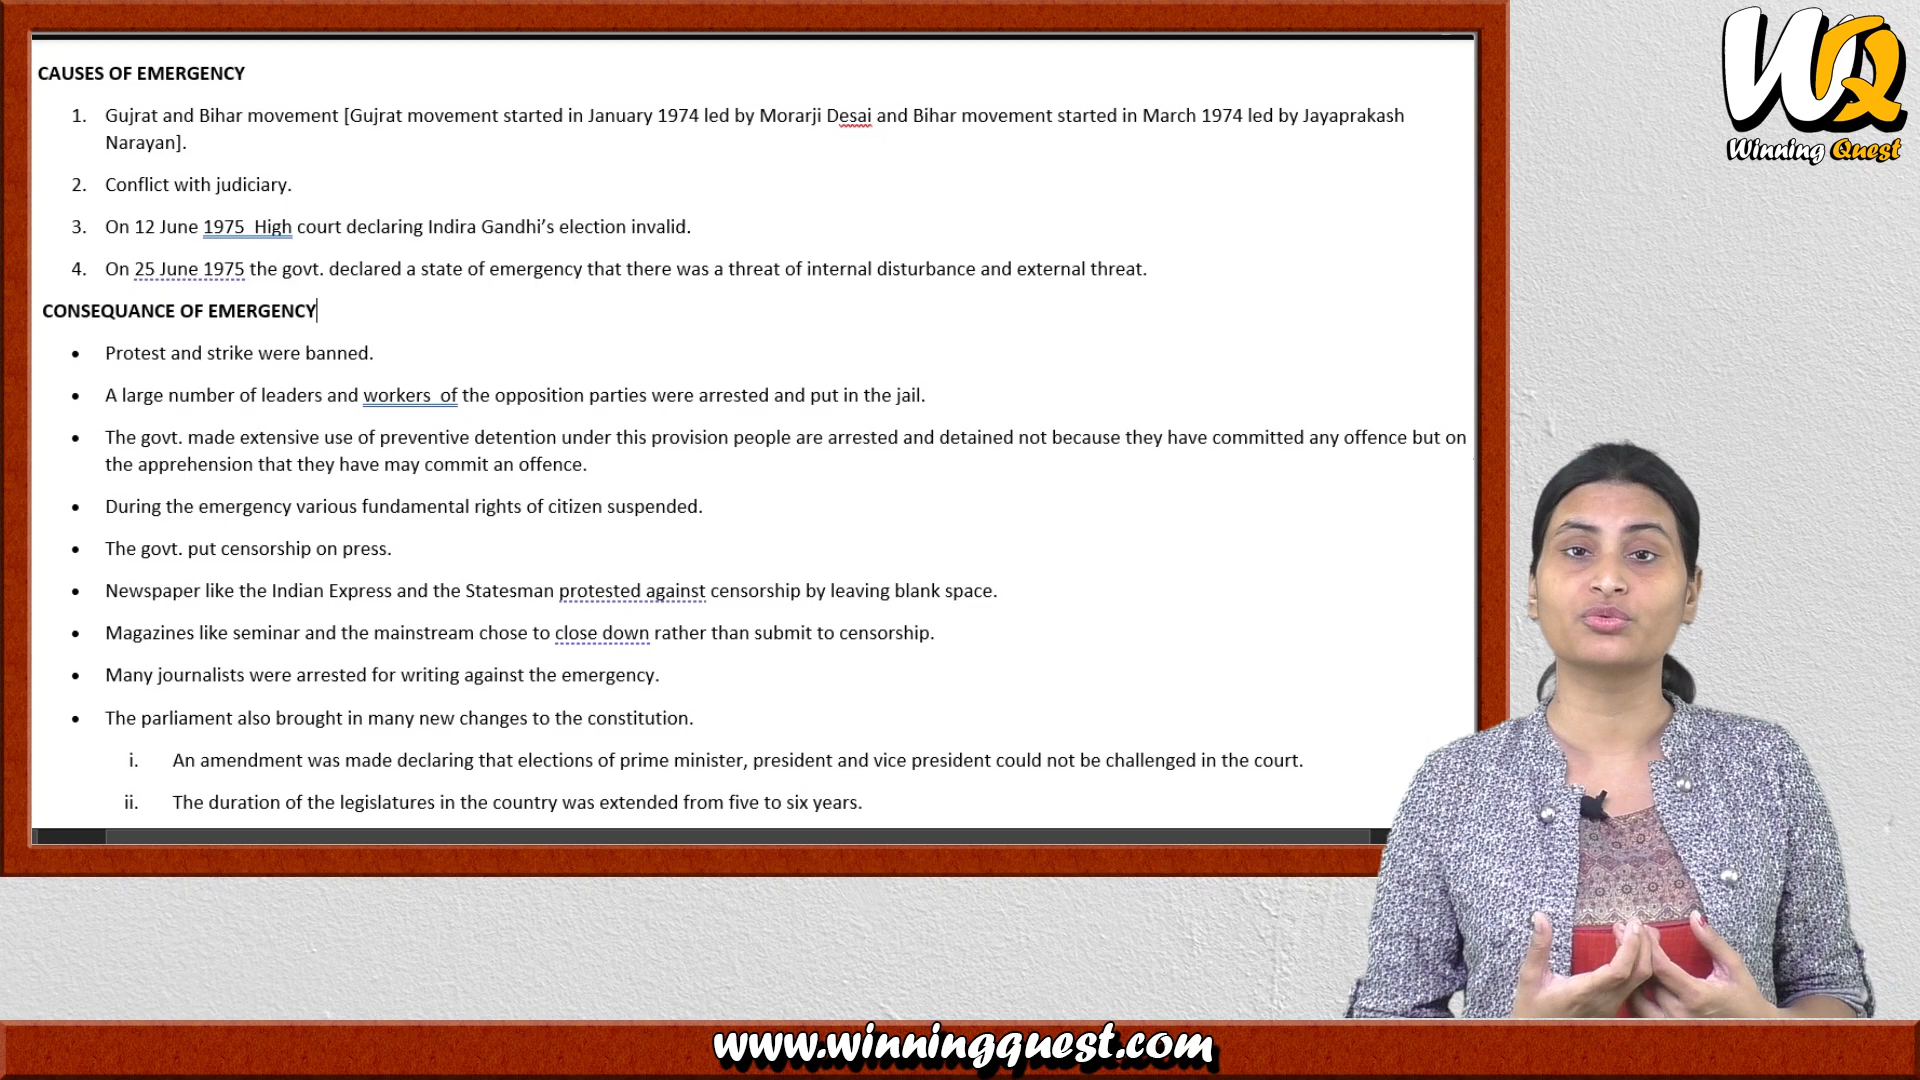 CAUSES OF EMERGENCY
1. Gujrat and Bihar movement [Gujrat movement started in January 1974 led by Morarji Desai and Bihar movement started in March 1974 led by Jayaprakash
Narayan].
2. Conflict with judiciary.
3. On 12 June 1975  High court declaring Indira Gandhi’s election invalid.
4. On 25 June 1975 the govt. declared a state of emergency that there was a threat of internal disturbance and external threat.
CONSEQUANCE OF EMERGENCY
• Protest and strike were banned.
• A large number of leaders and workers  of the opposition parties were arrested and put in the jail.
• The govt. made extensive use of preventive detention under this provision people are arrested and detained not because they have committed any offence but on
the apprehension that they have may commit an offence.
• During the emergency various fundamental rights of citizen suspended.
• The govt. put censorship on press.
• Newspaper like the Indian Express and the Statesman protested against censorship by leaving blank space.
• Magazines like seminar and the mainstream chose to close down rather than submit to censorship.
• Many journalists were arrested for writing against the emergency.
• The parliament also brought in many new changes to the constitution.
i. An amendment was made declaring that elections of prime minister, president and vice president could not be challenged in the court.
ii. The duration of the legislatures in the country was extended from five to six years.
WQ
Winning Quest
www.winningquest.com